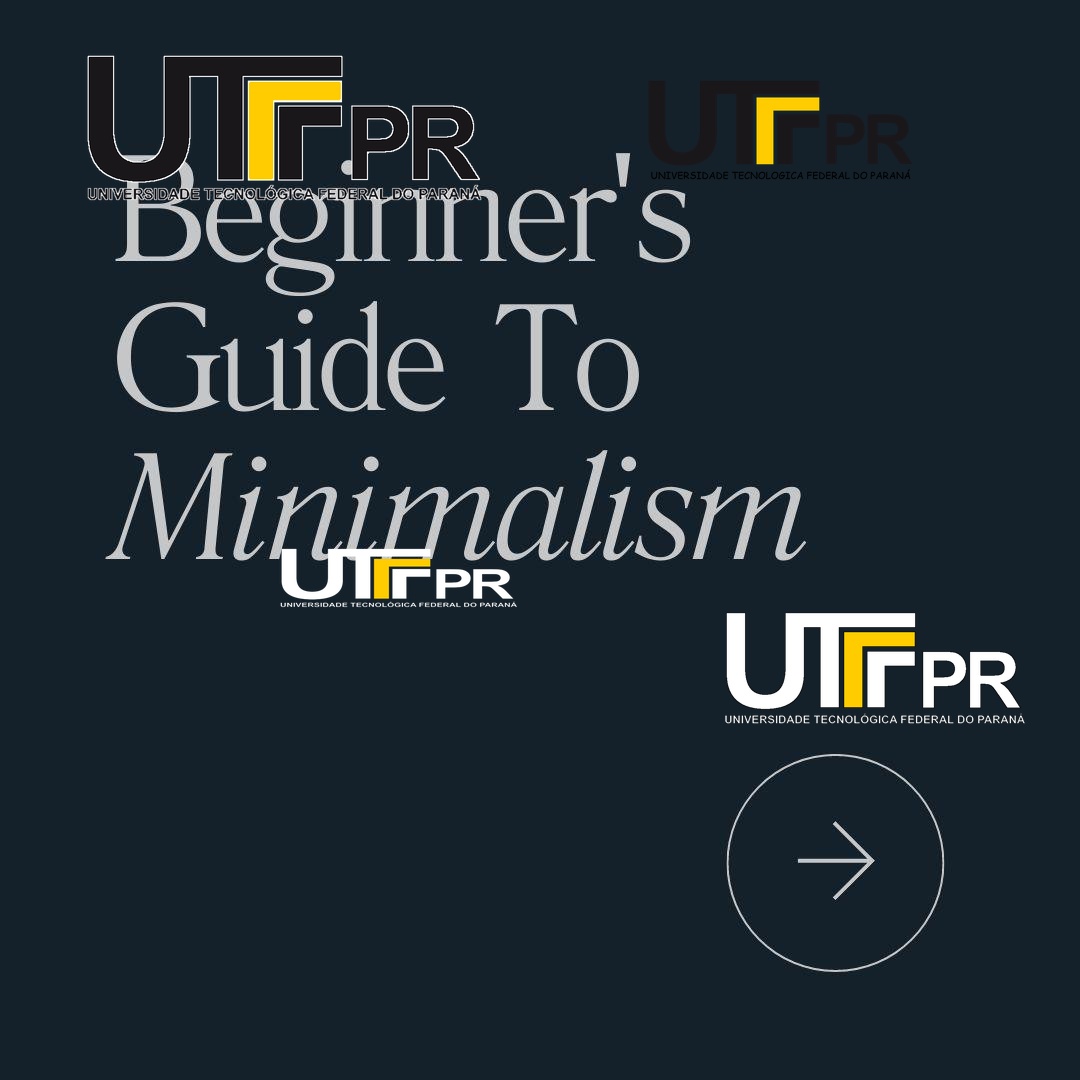 UTFPR
UNIVERSIDADE TECNOLÓGICA FEDERAL DO PARANÁ
UTFPR
UNIVERSIDADE TECNOLÓGICA FEDERAL DO PARANÁ
Beginner's
Guide To
Minimalism
UTFPR
UNIVERSIDADE TECNOLÓGICA FEDERAL DO PARANÁ
UTFPR
UNIVERSIDADE TECNOLÓGICA FEDERAL DO PARANÁ